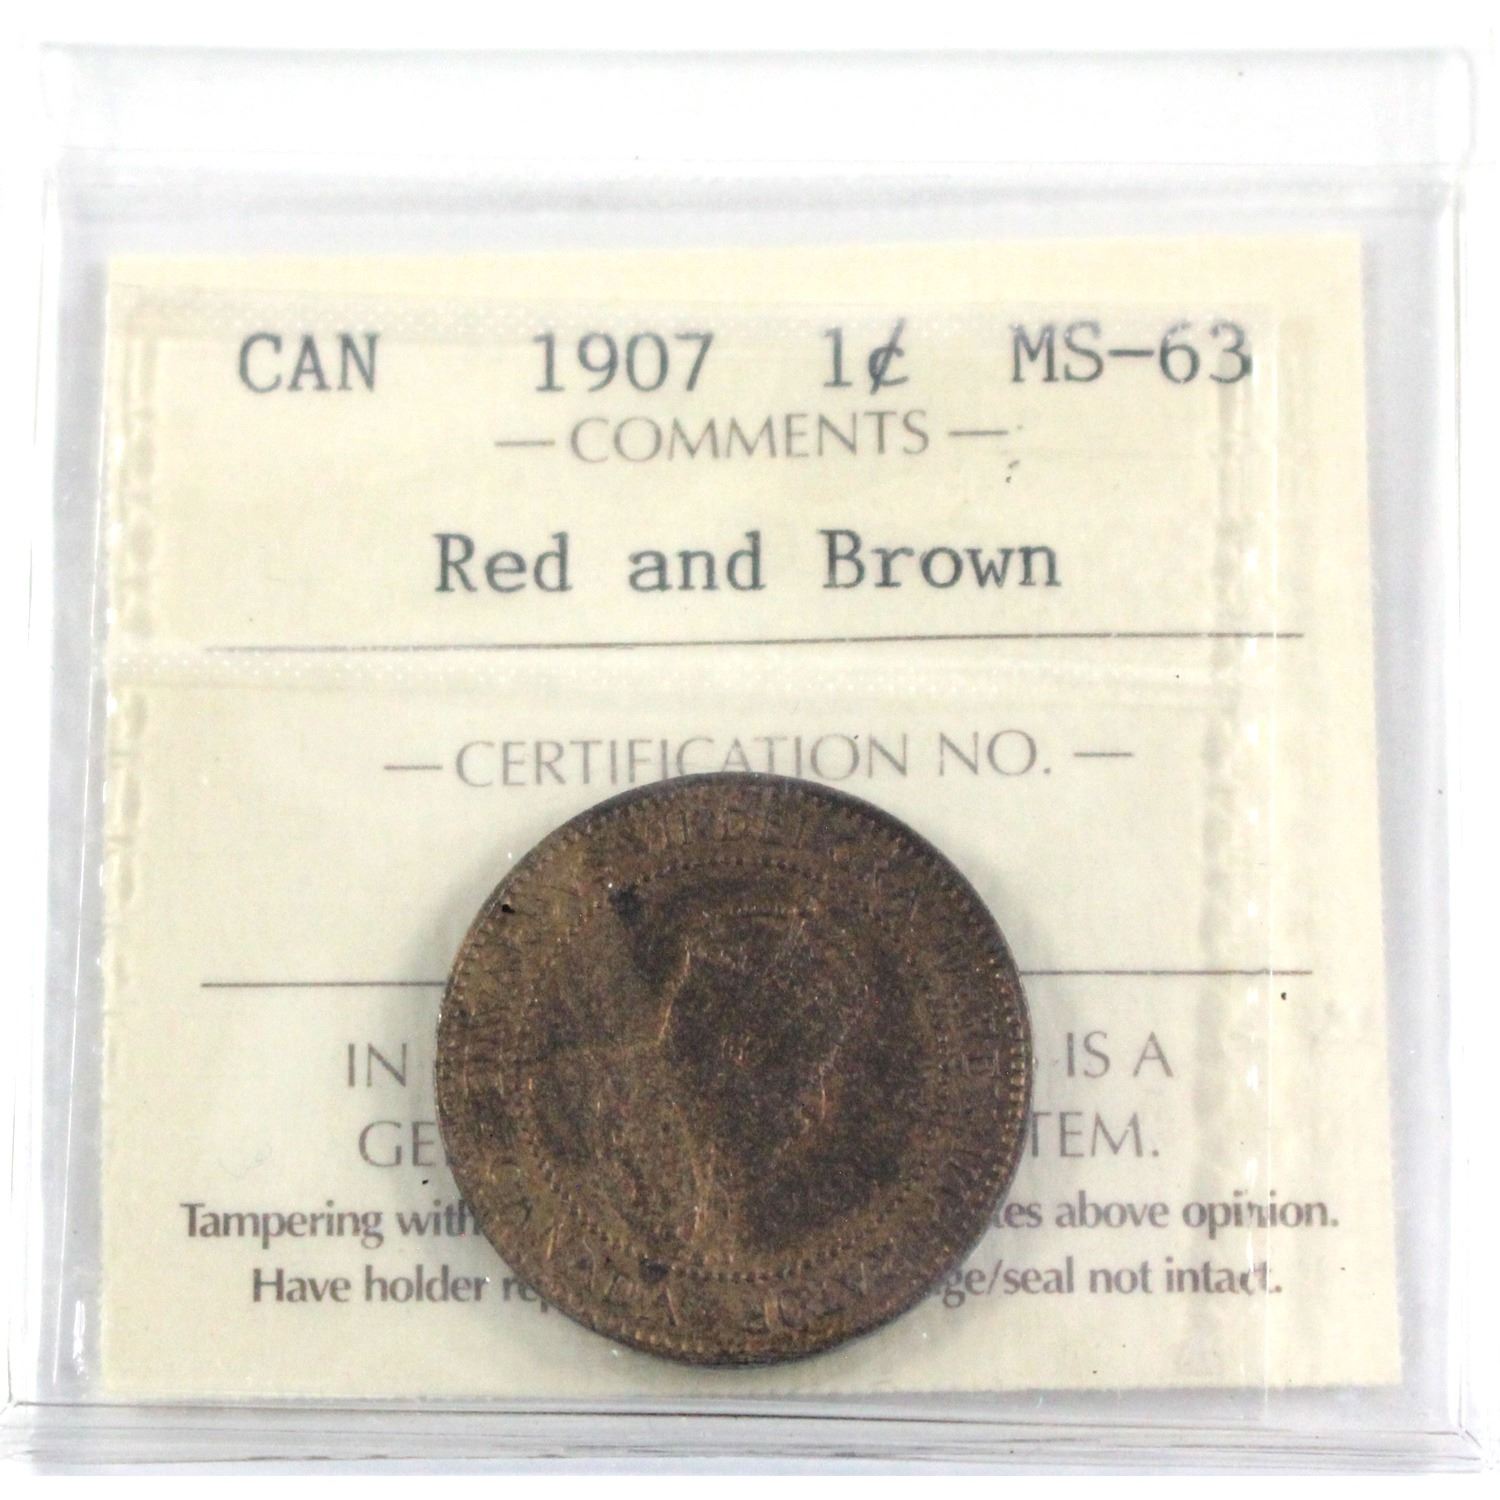 CAN 1907 1¢ MS-63
—COMMENTS—
Red and Brown
—CERTIFICATION NO.—
IN IS A
GE TEM.
Tampering with es above opinion.
Have holder re ge/seal not intact.